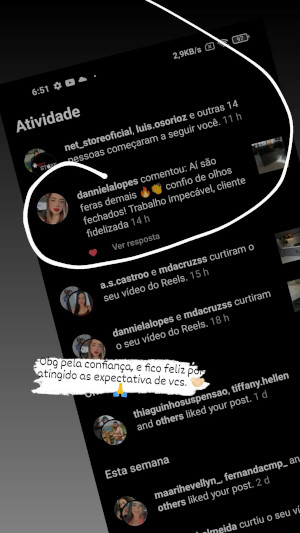 2,9KB/s
97
6:51
Atividade
net_storeoficial, luis.osorioz e outras 14
pessoas começaram a seguir você. 11 h
dannielalopes comentou: Aí são
feras demais 🔥👏 confio de olhos
fechados! Trabalho impecável, cliente
fidelizada 14 h
Ver resposta
a.s.castroo e mdacruzss curtiram o
seu vídeo do Reels. 15 h
dannielalopes e mdacruzss curtiram
o seu vídeo do Reels. 18 h
Obg pela confiança, e fico feliz por
atingido as expectativa de vcs. 🤝🏻
🙏
thiaguinhosuspensao, tiffany.hellen
and others liked your post. 1 d
Esta semana
maarihevellyn_, fernandacmp_ and
others liked your post. 2 d
almeida curtiu o seu ví